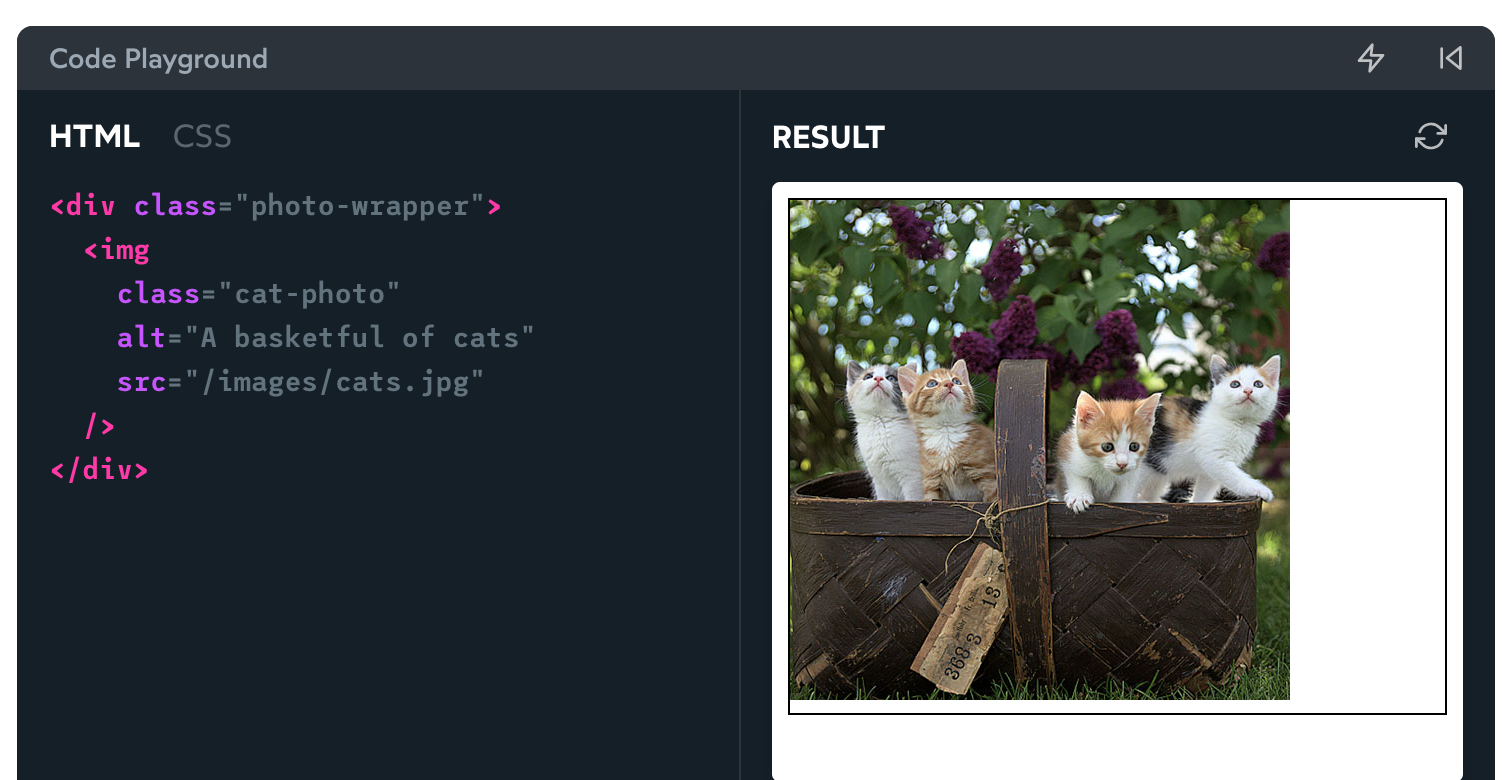 Code Playground
HTML CSS
<div class="photo-wrapper">
  <img
    class="cat-photo"
    alt="A basketful of cats"
    src="/images/cats.jpg"
  />
</div>
RESULT
13
368 3